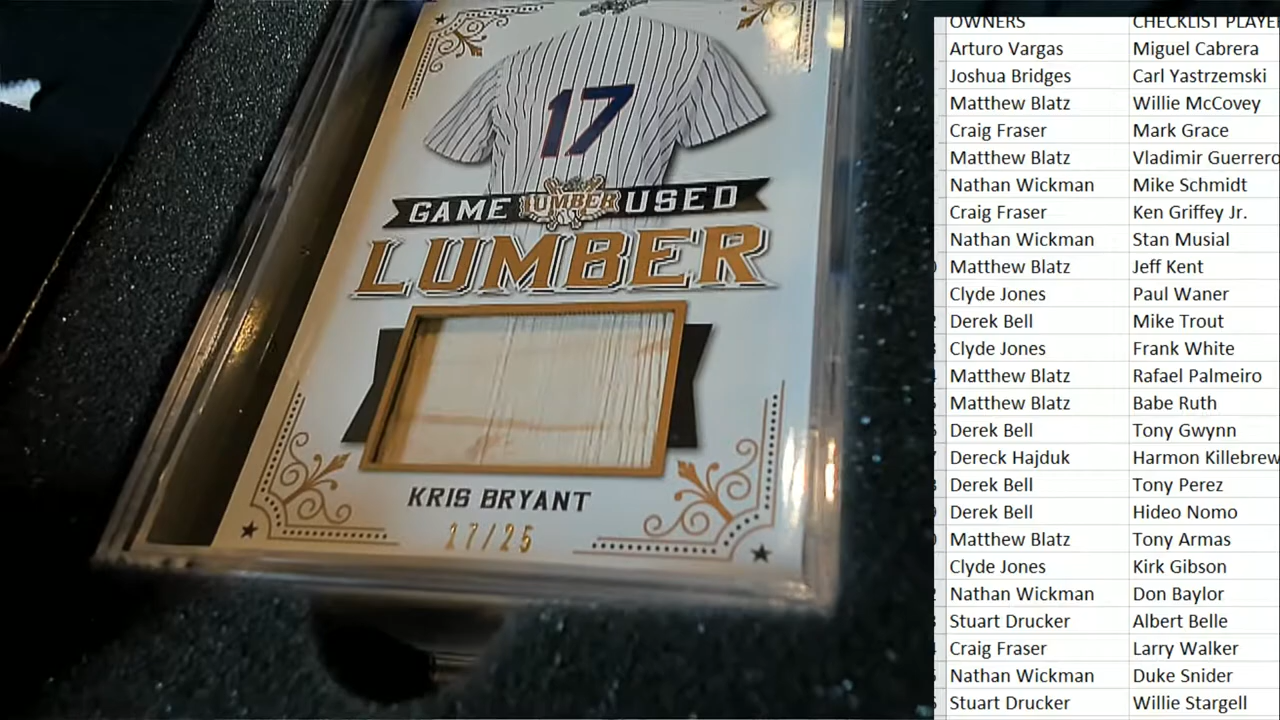 17
GAME LUMBER USED
LUMBER
KRIS BRYANT
17/25
OWNERS CHECKLIST PLAYE
Arturo Vargas Miguel Cabrera
Joshua Bridges Carl Yastrzemski
Matthew Blatz Willie McCovey
Craig Fraser Mark Grace
Matthew Blatz Vladimir Guerrero
Nathan Wickman Mike Schmidt
Craig Fraser Ken Griffey Jr.
Nathan Wickman Stan Musial
Matthew Blatz Jeff Kent
Clyde Jones Paul Waner
Derek Bell Mike Trout
Clyde Jones Frank White
Matthew Blatz Rafael Palmeiro
Matthew Blatz Babe Ruth
Derek Bell Tony Gwynn
Dereck Hajduk Harmon Killebrew
Derek Bell Tony Perez
Derek Bell Hideo Nomo
Matthew Blatz Tony Armas
Clyde Jones Kirk Gibson
Nathan Wickman Don Baylor
Stuart Drucker Albert Belle
Craig Fraser Larry Walker
Nathan Wickman Duke Snider
Stuart Drucker Willie Stargell